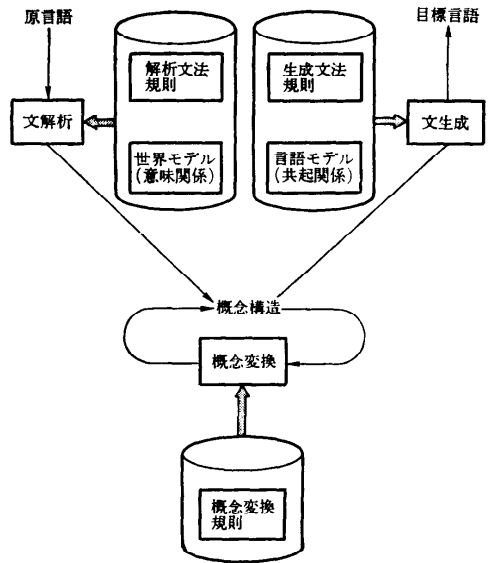 原言語
目標言語
解析文法
規則
生成文法
規則
文解析
文生成
世界モデル
(意味関係)
言語モデル
(共起関係)
概念構造
概念変換
概念変換
規則